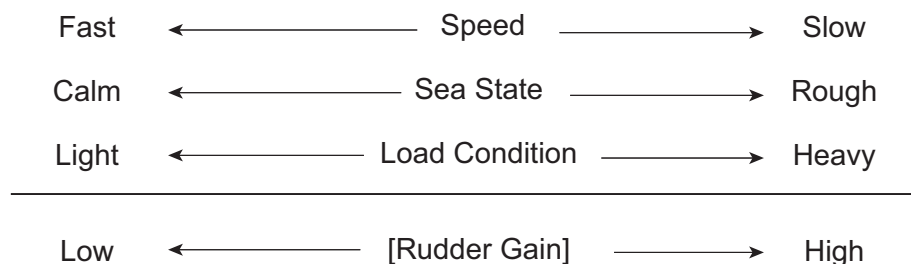 Fast Speed Slow
Calm Sea State Rough
Light Load Condition Heavy
Low [Rudder Gain] High